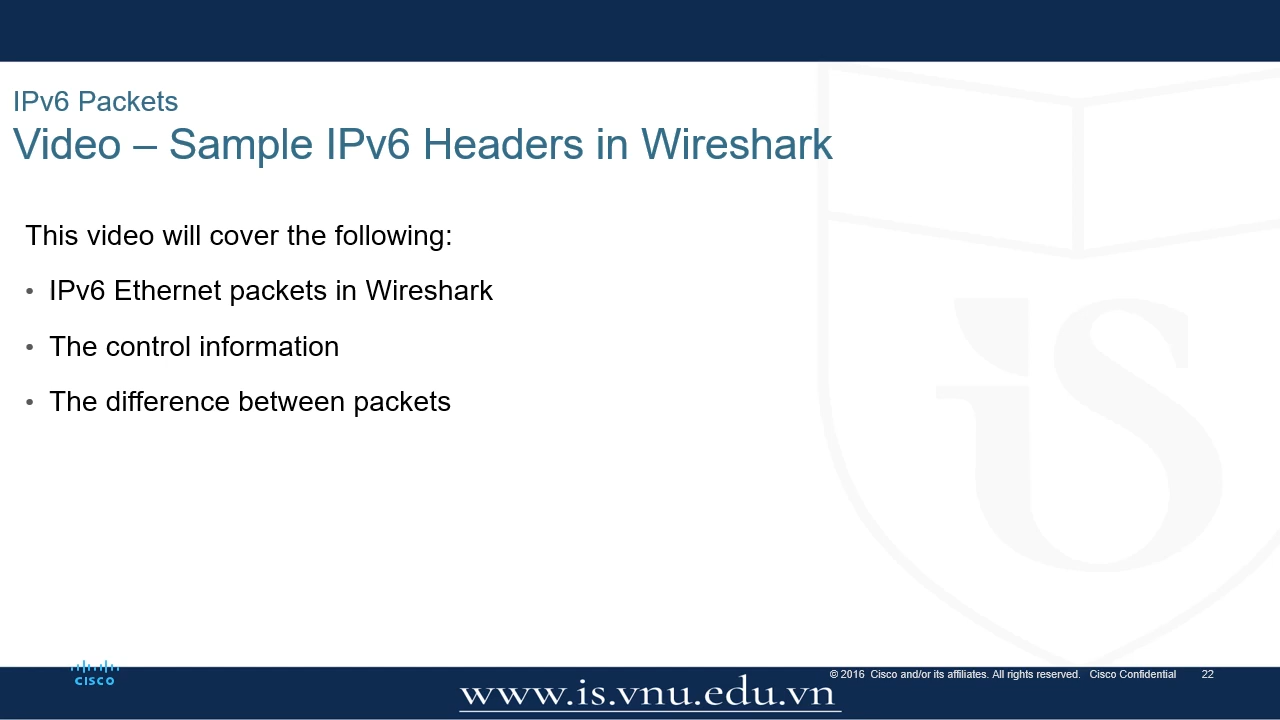 IPv6 Packets
Video – Sample IPv6 Headers in Wireshark
This video will cover the following:
• IPv6 Ethernet packets in Wireshark
• The control information
• The difference between packets
iS
CISCO
© 2016 Cisco and/or its affiliates. All rights reserved. Cisco Confidential 22
www.is.vnu.edu.vn